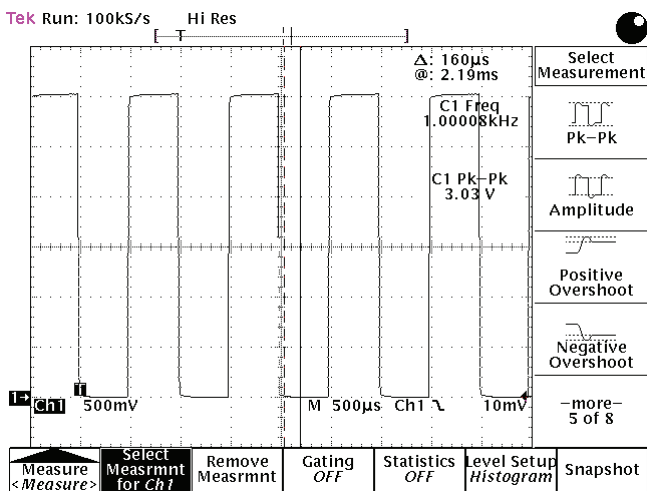 Tek Run: 100kS/s Hi Res
T
Δ: 160µs
@: 2.19ms
C1 Freq
1.00008kHz
C1 Pk–Pk
3.03 V
T
1→
Ch1 500mV M 500µs Ch1 10mV
Select
Measurement
Pk–Pk
Amplitude
Positive
Overshoot
Negative
Overshoot
–more–
5 of 8
Measure
<Measure>
Select
Measrmnt
for Ch1
Remove
Measrmnt
Gating
OFF
Statistics
OFF
Level Setup
Histogram
Snapshot